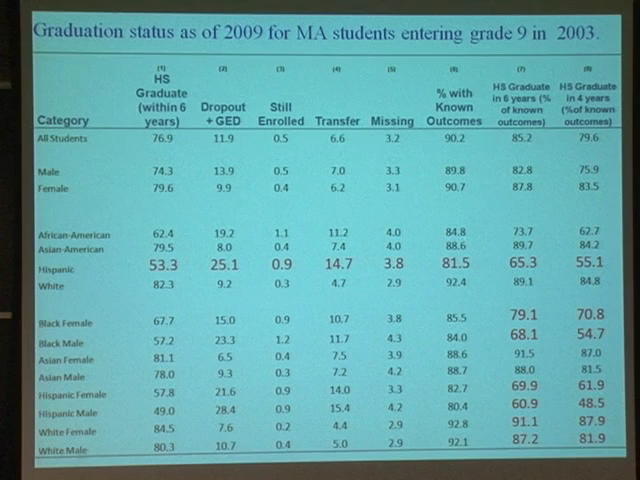 Graduation status as of 2009 for MA students entering grade 9 in 2003.
(1) (2) (3) (4) (5) (6) (7) (8)
Category HS Graduate (within 6 years) Dropout + GED Still Enrolled Transfer Missing % with Known Outcomes HS Graduate in 6 years (% of known outcomes) HS Graduate in 4 years (%of known outcomes)
All Students 76.9 11.9 0.5 6.6 3.2 90.2 85.2 79.6
Male 74.3 13.9 0.5 7.0 3.3 89.8 82.8 75.9
Female 79.6 9.9 0.4 6.2 3.1 90.7 87.8 83.5
African-American 62.4 19.2 1.1 11.2 4.0 84.8 73.7 62.7
Asian-American 79.5 8.0 0.4 7.4 4.0 88.6 89.7 84.2
Hispanic 53.3 25.1 0.9 14.7 3.8 81.5 65.3 55.1
White 82.3 9.2 0.3 4.7 2.9 92.4 89.1 84.8
Black Female 67.7 15.0 0.9 10.7 3.8 85.5 79.1 70.8
Black Male 57.2 23.3 1.2 11.7 4.3 84.0 68.1 54.7
Asian Female 81.1 6.5 0.4 7.5 3.9 88.6 91.5 87.0
Asian Male 78.0 9.3 0.3 7.2 4.2 88.7 88.0 81.5
Hispanic Female 57.8 21.6 0.9 14.0 3.3 82.7 69.9 61.9
Hispanic Male 49.0 28.4 0.9 15.4 4.2 80.4 60.9 48.5
White Female 84.5 7.6 0.2 4.4 2.9 92.8 91.1 87.9
White Male 80.3 10.7 0.4 5.0 2.9 92.1 87.2 81.9